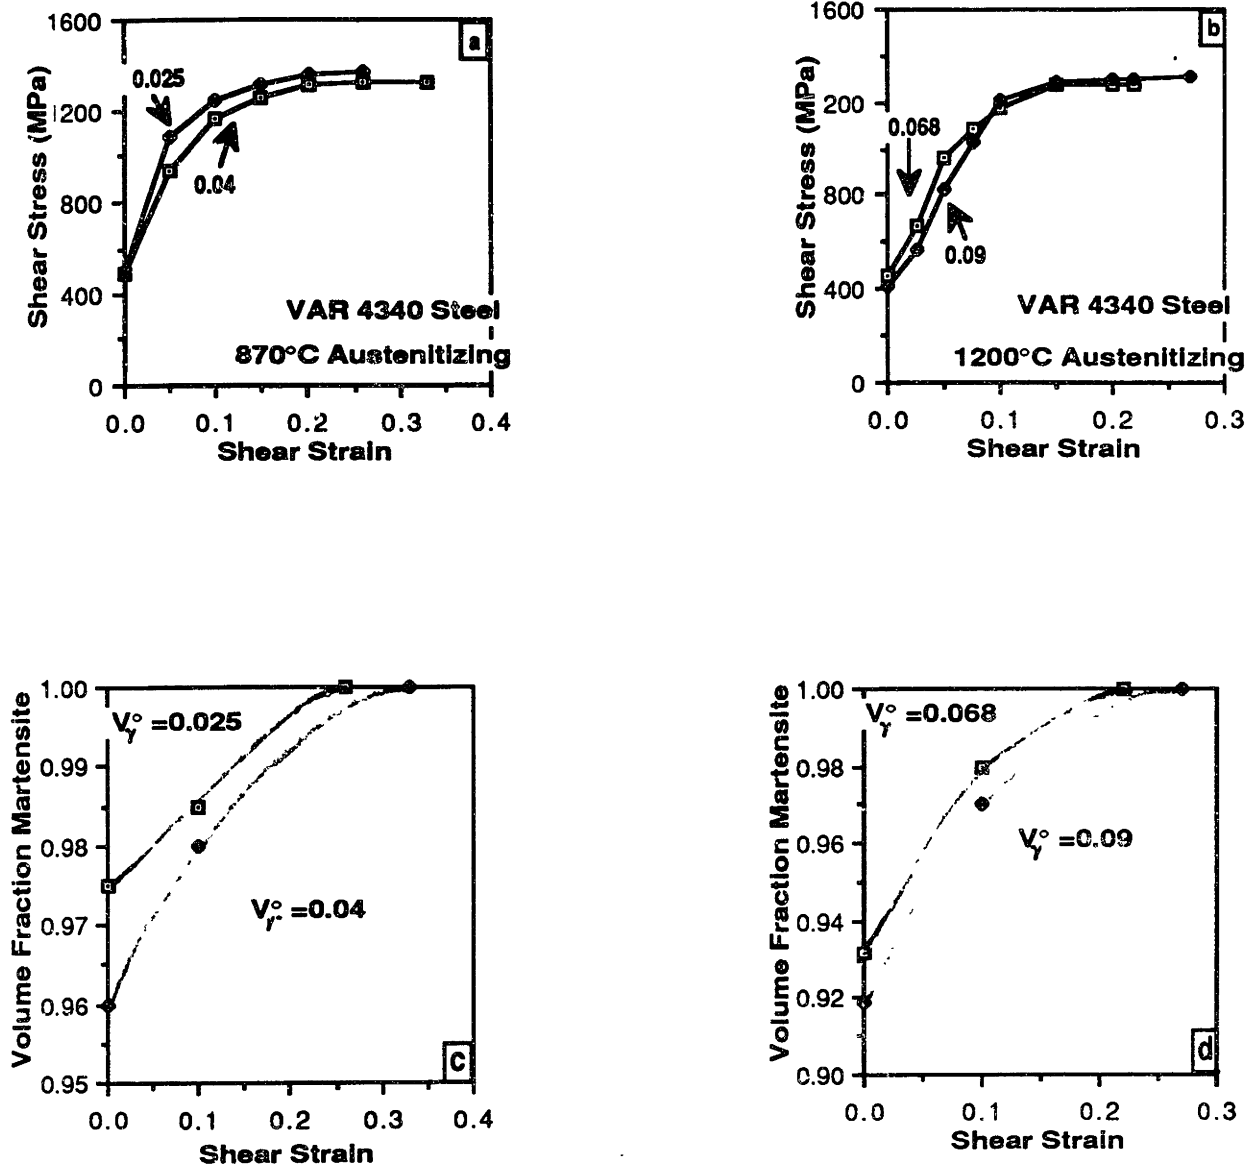 1600
a
0.025
1200
0.04
800
400
VAR 4340 Steel
870°C Austenitizing
0
0.0 0.1 0.2 0.3 0.4
Shear Strain
Shear Stress (MPa)
1600
b
200
0.068
800
0.09
400
VAR 4340 Steel
1200°C Austenitizing
0
0.0 0.1 0.2 0.3
Shear Strain
Shear Stress (MPa)
1.00
Vγ° =0.025
0.99
0.98
Vγ° =0.04
0.97
0.96
c
0.95
0.0 0.1 0.2 0.3 0.4
Shear Strain
Volume Fraction Martensite
1.00
Vγ° =0.068
0.98
Vγ° =0.09
0.96
0.94
0.92
d
0.90
0.0 0.1 0.2 0.3
Shear Strain
Volume Fraction Martensite